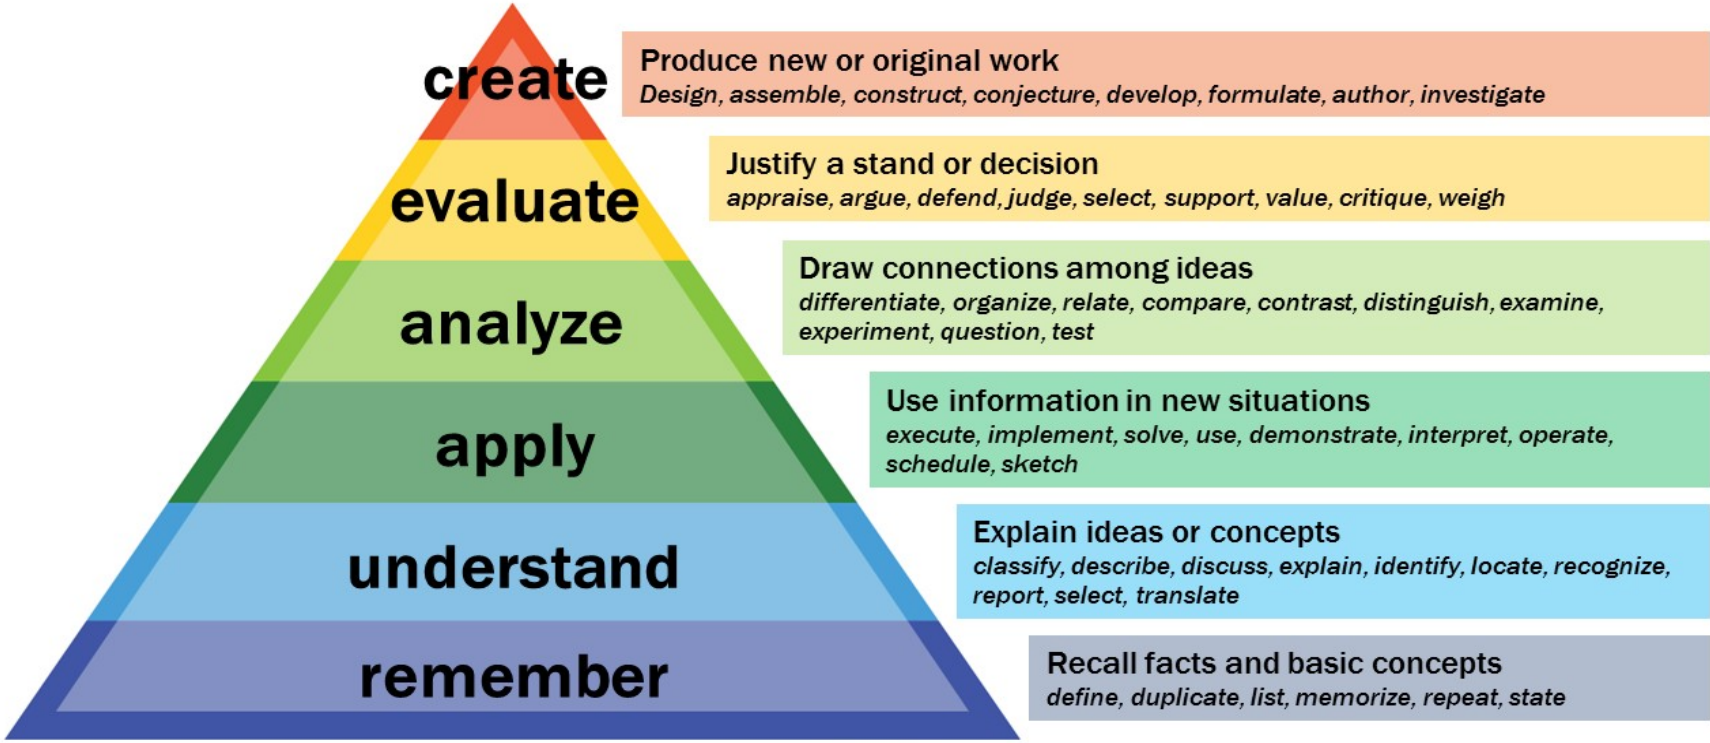 create
Produce new or original work
Design, assemble, construct, conjecture, develop, formulate, author, investigate
evaluate
Justify a stand or decision
appraise, argue, defend, judge, select, support, value, critique, weigh
analyze
Draw connections among ideas
differentiate, organize, relate, compare, contrast, distinguish, examine,
experiment, question, test
apply
Use information in new situations
execute, implement, solve, use, demonstrate, interpret, operate,
schedule, sketch
understand
Explain ideas or concepts
classify, describe, discuss, explain, identify, locate, recognize,
report, select, translate
remember
Recall facts and basic concepts
define, duplicate, list, memorize, repeat, state